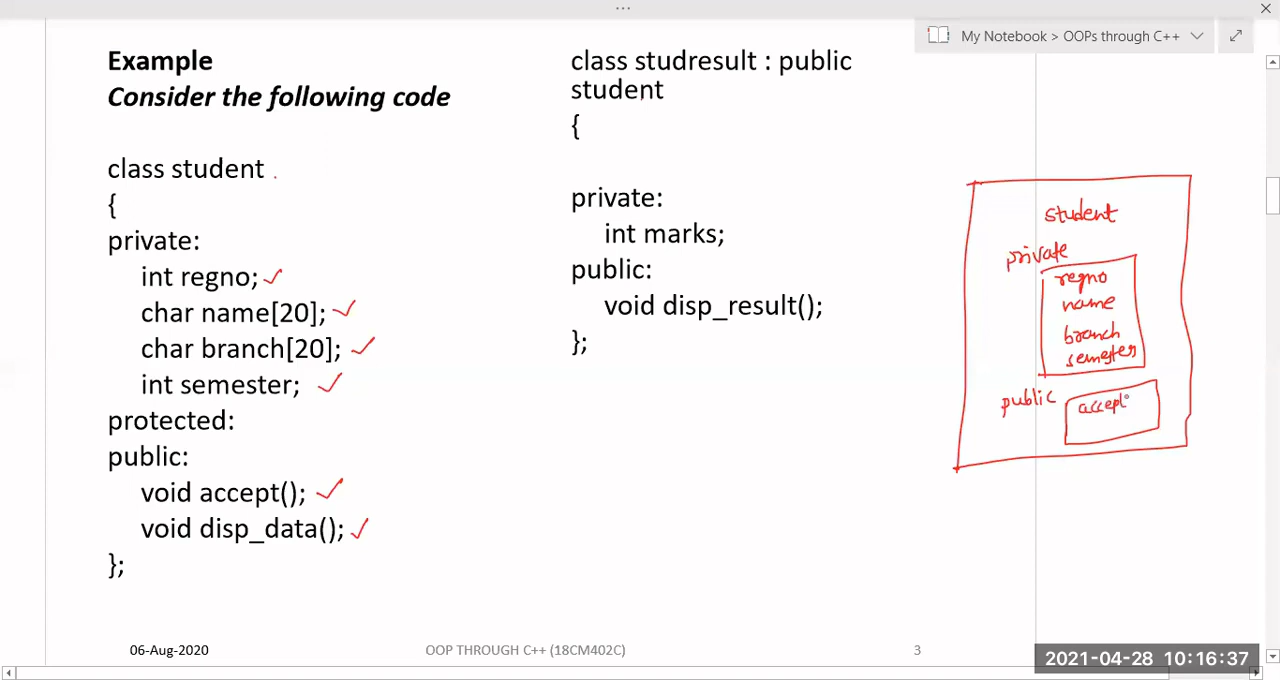 My Notebook > OOPs through C++
Example
Consider the following code
class student
{
private:
int regno;
char name[20];
char branch[20];
int semester;
protected:
public:
void accept();
void disp_data();
};
class studresult : public
student
{
private:
int marks;
public:
void disp_result();
};
student
private
regno
name
branch
semester
public
accept
06-Aug-2020
OOP THROUGH C++ (18CM402C)
3
2021-04-28 10:16:37